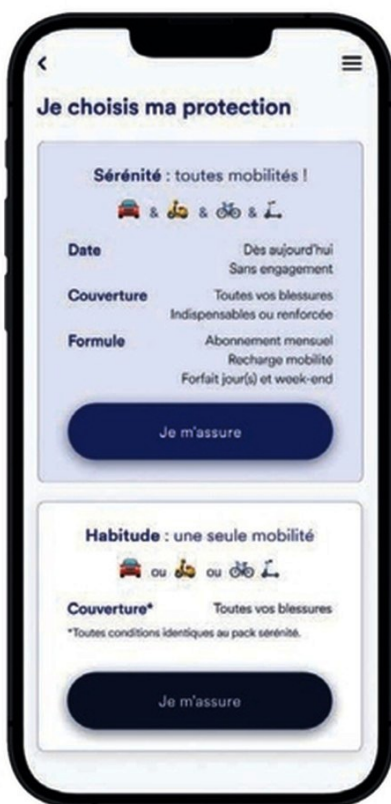 Je choisis ma protection
Sérénité : toutes mobilités !
& & &
Date Dès aujourd'hui
Sans engagement
Couverture Toutes vos blessures
Indispensables ou renforcée
Formule Abonnement mensuel
Recharge mobilité
Forfait jour(s) et week-end
Je m'assure
Habitude : une seule mobilité
ou ou
Couverture* Toutes vos blessures
*Toutes conditions identiques au pack sérénité.
Je m'assure